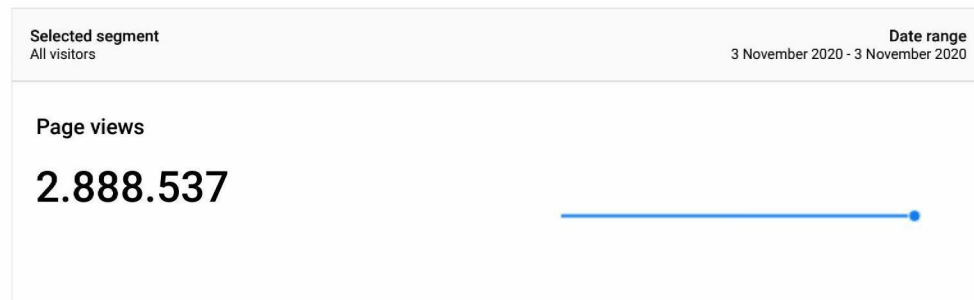 Selected segment
All visitors
Date range
3 November 2020 - 3 November 2020
Page views
2.888.537